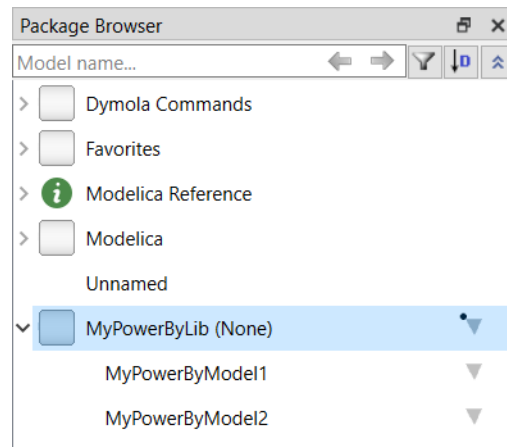 Package Browser
Model name...
Dymola Commands
Favorites
Modelica Reference
Modelica
Unnamed
MyPowerByLib (None)
MyPowerByModel1
MyPowerByModel2